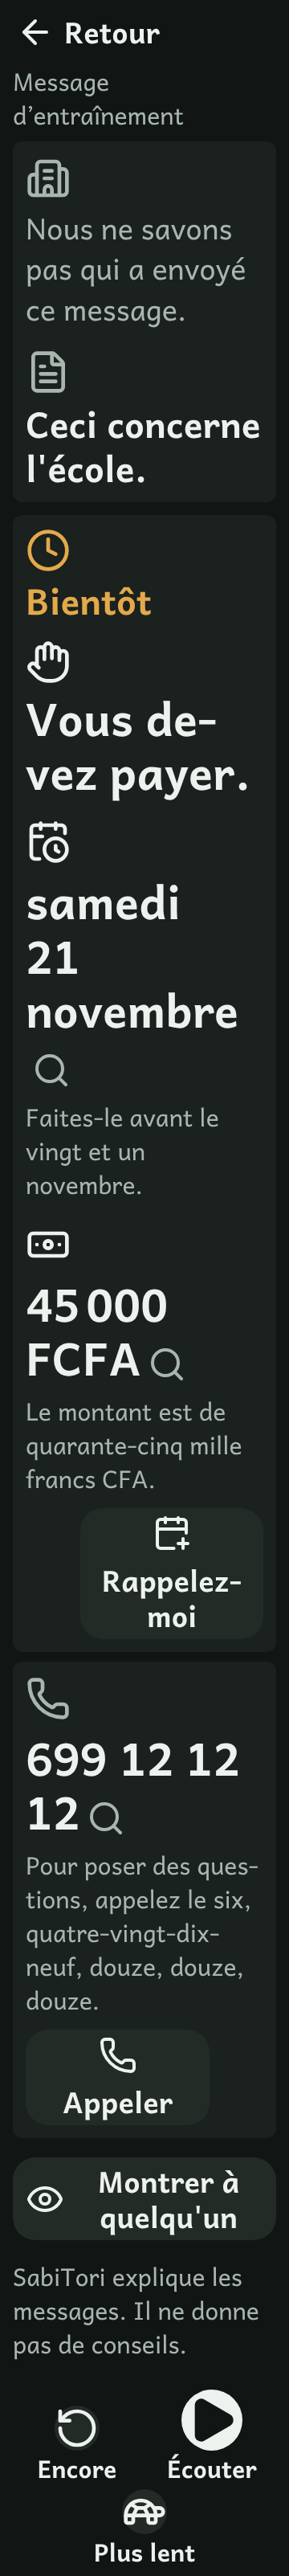 Retour
Message
d’entraînement
Nous ne savons
pas qui a envoyé
ce message.
Ceci concerne
l'école.
Bientôt
Vous de-
vez payer.
samedi
21
novembre
Faites-le avant le
vingt et un
novembre.
45 000
FCFA
Le montant est de
quarante-cinq mille
francs CFA.
Rappelez-
moi
699 12 12
12
Pour poser des ques-
tions, appelez le six,
quatre-vingt-dix-
neuf, douze, douze,
douze.
Appeler
Montrer à
quelqu'un
SabiTori explique les
messages. Il ne donne
pas de conseils.
Encore
Écouter
Plus lent